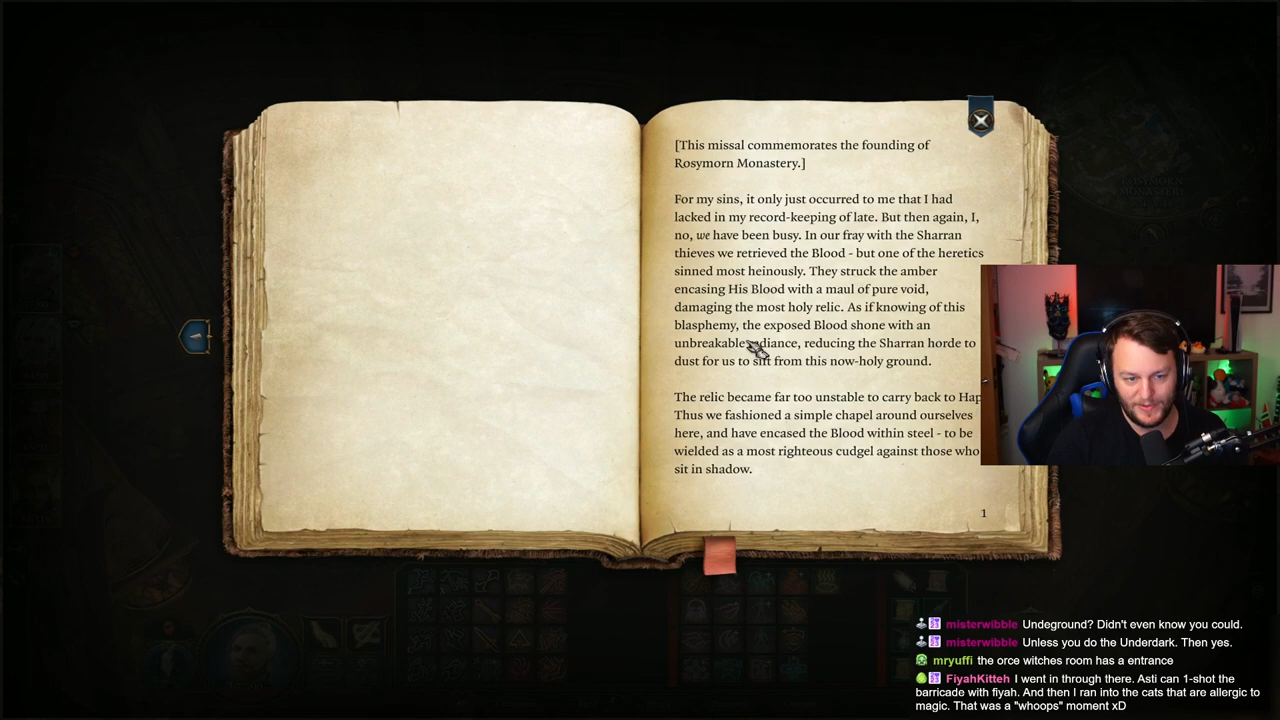 [This missal commemorates the founding of
Rosymorn Monastery.]
For my sins, it only just occurred to me that I had
lacked in my record-keeping of late. But then again, I,
no, we have been busy. In our fray with the Sharran
thieves we retrieved the Blood - but one of the heretics
sinned most heinously. They struck the amber
encasing His Blood with a maul of pure void,
damaging the most holy relic. As if knowing of this
blasphemy, the exposed Blood shone with an
unbreakable radiance, reducing the Sharran horde to
dust for us to sift from this now-holy ground.
The relic became far too unstable to carry back to Hap
Thus we fashioned a simple chapel around ourselves
here, and have encased the Blood within steel - to be
wielded as a most righteous cudgel against those who
sit in shadow.
1
misterwibble Undeground? Didn't even know you could.
misterwibble Unless you do the Underdark. Then yes.
mryuffi the orce witches room has a entrance
FiyahKitteh I went in through there. Asti can 1-shot the
barricade with fiyah. And then I ran into the cats that are allergic to
magic. That was a "whoops" moment xD